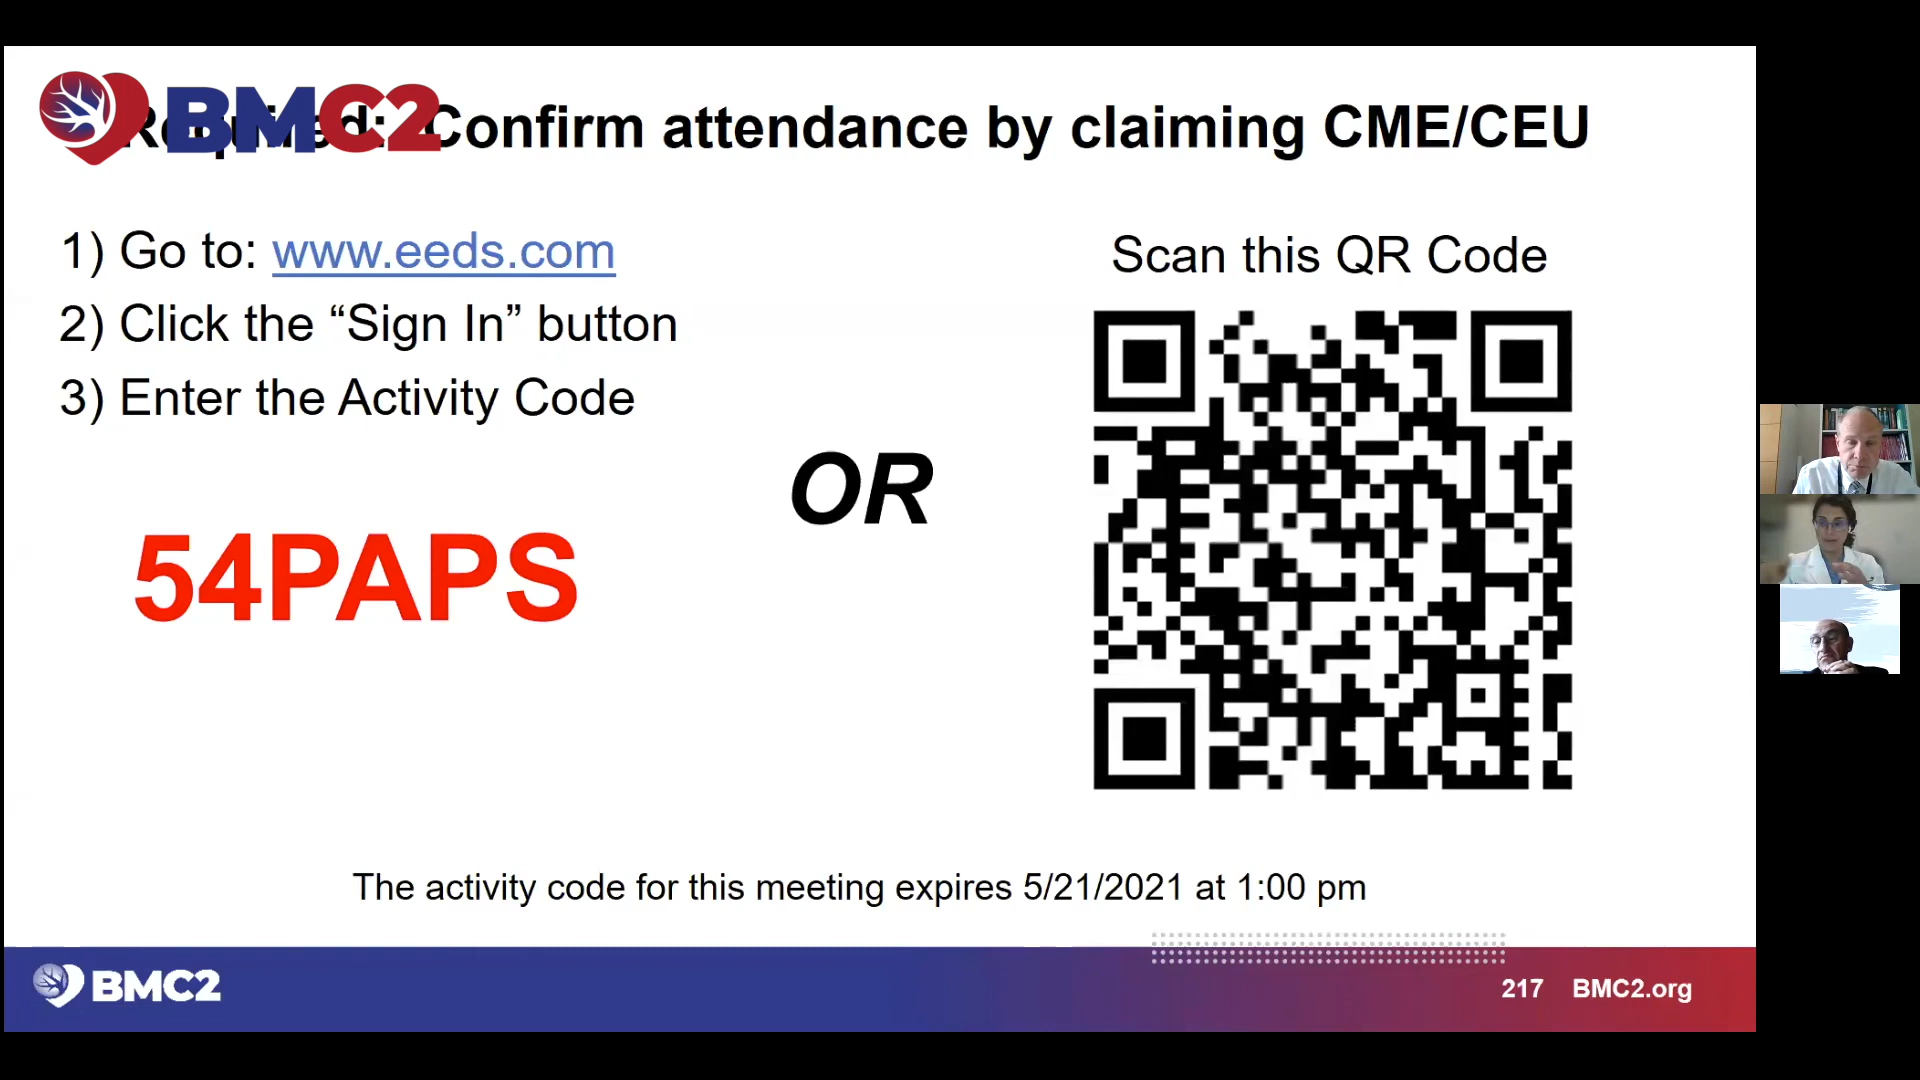 BMC2
Required: Confirm attendance by claiming CME/CEU
1) Go to: www.eeds.com
2) Click the “Sign In” button
3) Enter the Activity Code
54PAPS
OR
Scan this QR Code
The activity code for this meeting expires 5/21/2021 at 1:00 pm
BMC2
217 BMC2.org